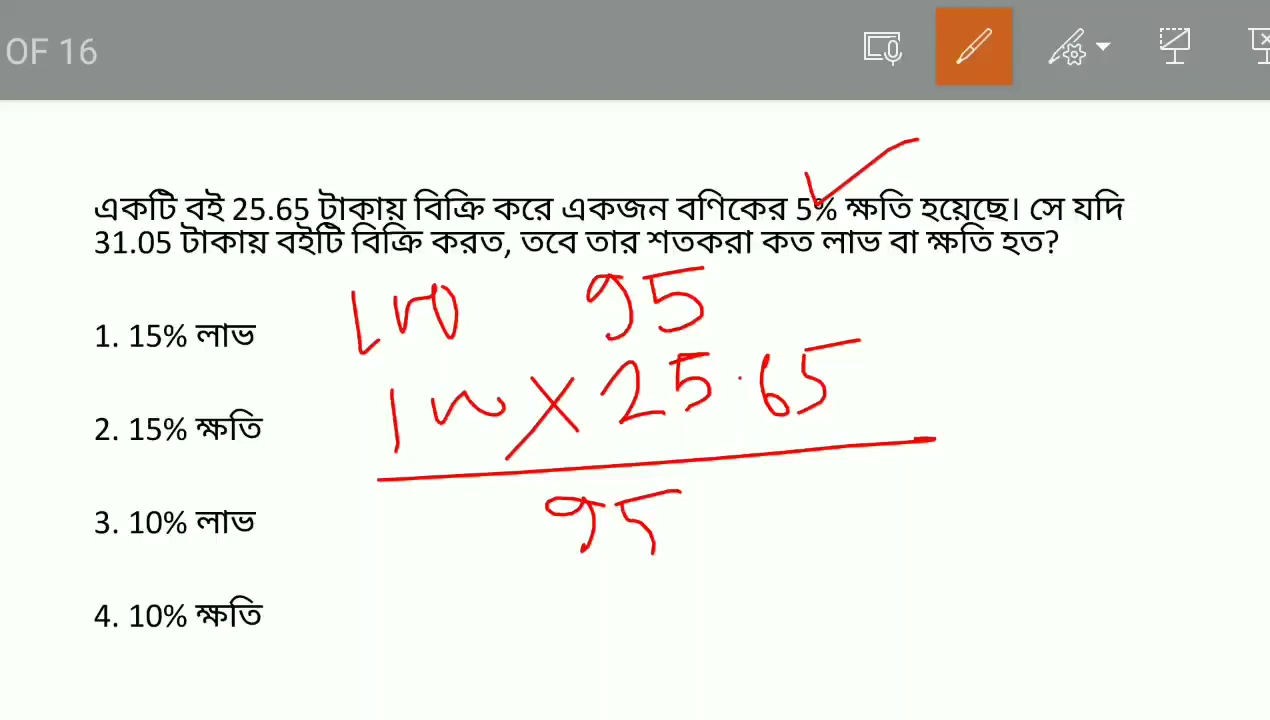 OF 16
একটি বই 25.65 টাকায় বিক্রি করে একজন বণিকের 5% ক্ষতি হয়েছে। সে যদি
31.05 টাকায় বইটি বিক্রি করত, তবে তার শতকরা কত লাভ বা ক্ষতি হত?
100 95
1. 15% লাভ
100 × 25.65
2. 15% ক্ষতি
95
3. 10% লাভ
4. 10% ক্ষতি